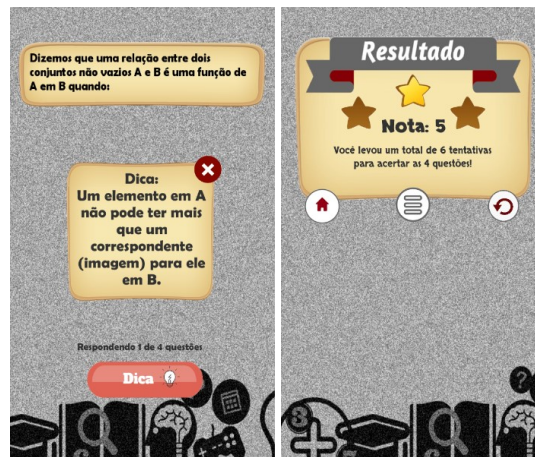 Dizemos que uma relação entre dois
conjuntos não vazios A e B é uma função de
A em B quando:
Dica:
Um elemento em A
não pode ter mais
que um
correspondente
(imagem) para ele
em B.
Respondendo 1 de 4 questões
Dica
Resultado
Nota: 5
Você levou um total de 6 tentativas
para acertar as 4 questões!
3
?